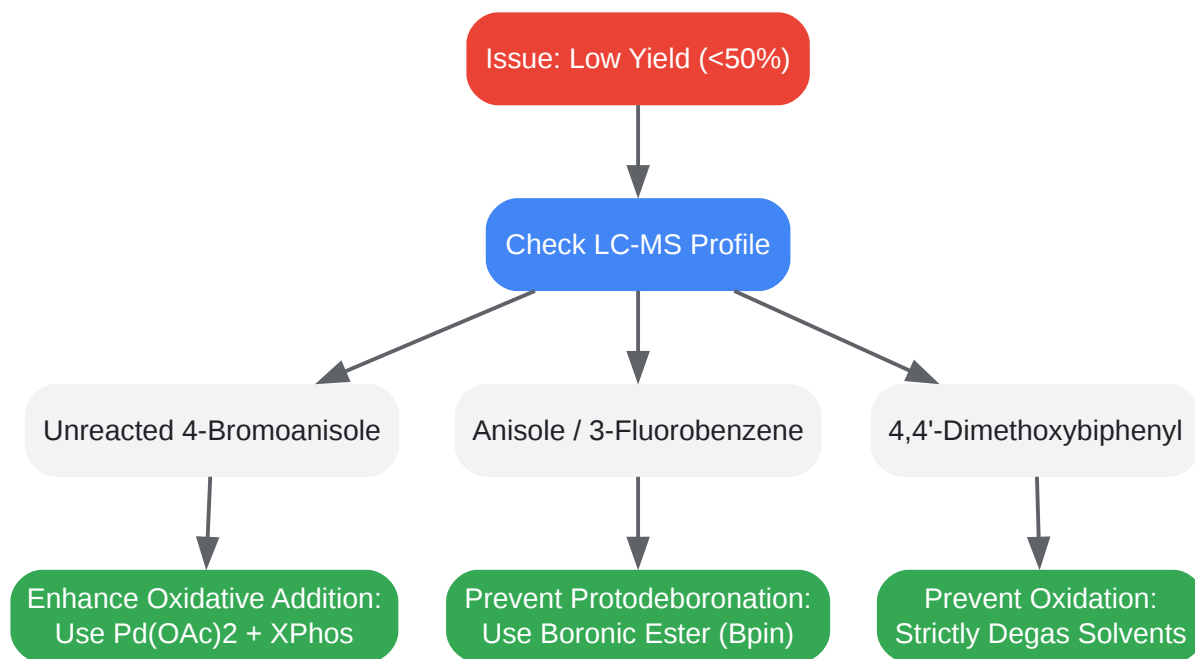 Issue: Low Yield (<50%)
Check LC-MS Profile
Unreacted 4-Bromoanisole
Anisole / 3-Fluorobenzene
4,4'-Dimethoxybiphenyl
Enhance Oxidative Addition:
Use Pd(OAc)2 + XPhos
Prevent Protodeboronation:
Use Boronic Ester (Bpin)
Prevent Oxidation:
Strictly Degas Solvents